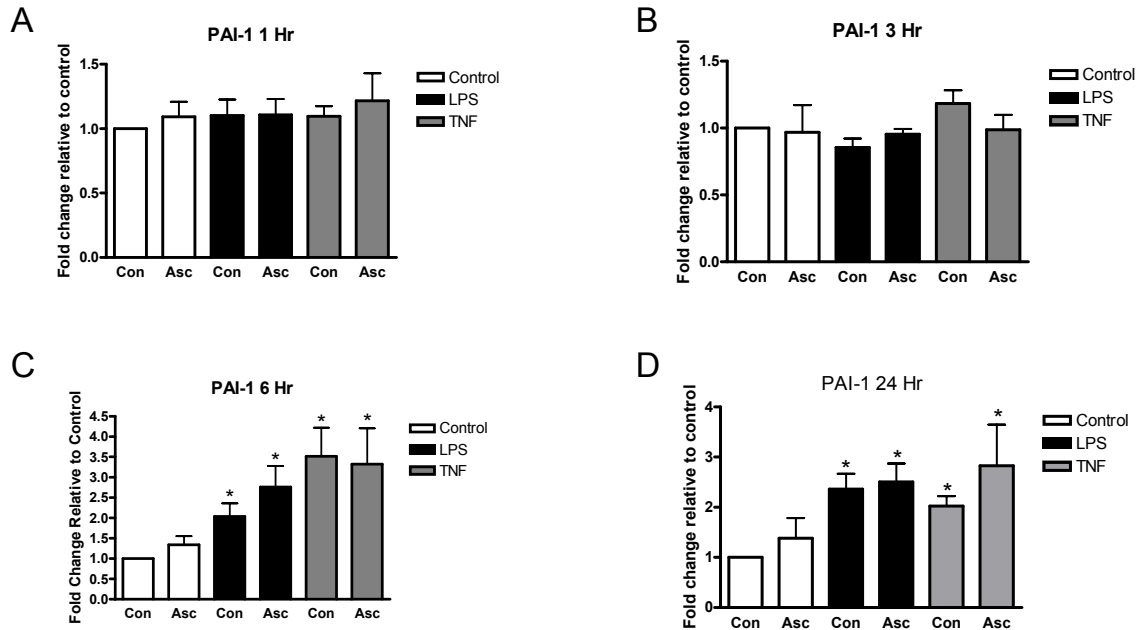 A
PAI-1 1 Hr
Fold change relative to control
1.5
1.0
0.5
0.0
Con Asc Con Asc Con Asc
Control
LPS
TNF
B
PAI-1 3 Hr
Fold change relative to control
1.5
1.0
0.5
0.0
Con Asc Con Asc Con Asc
Control
LPS
TNF
C
PAI-1 6 Hr
Fold Change Relative to Control
4.5
4.0
3.5
3.0
2.5
2.0
1.5
1.0
0.5
0.0
* * * *
Con Asc Con Asc Con Asc
Control
LPS
TNF
D
PAI-1 24 Hr
Fold change relative to control
4
3
2
1
0
* * * *
Con Asc Con Asc Con Asc
Control
LPS
TNF